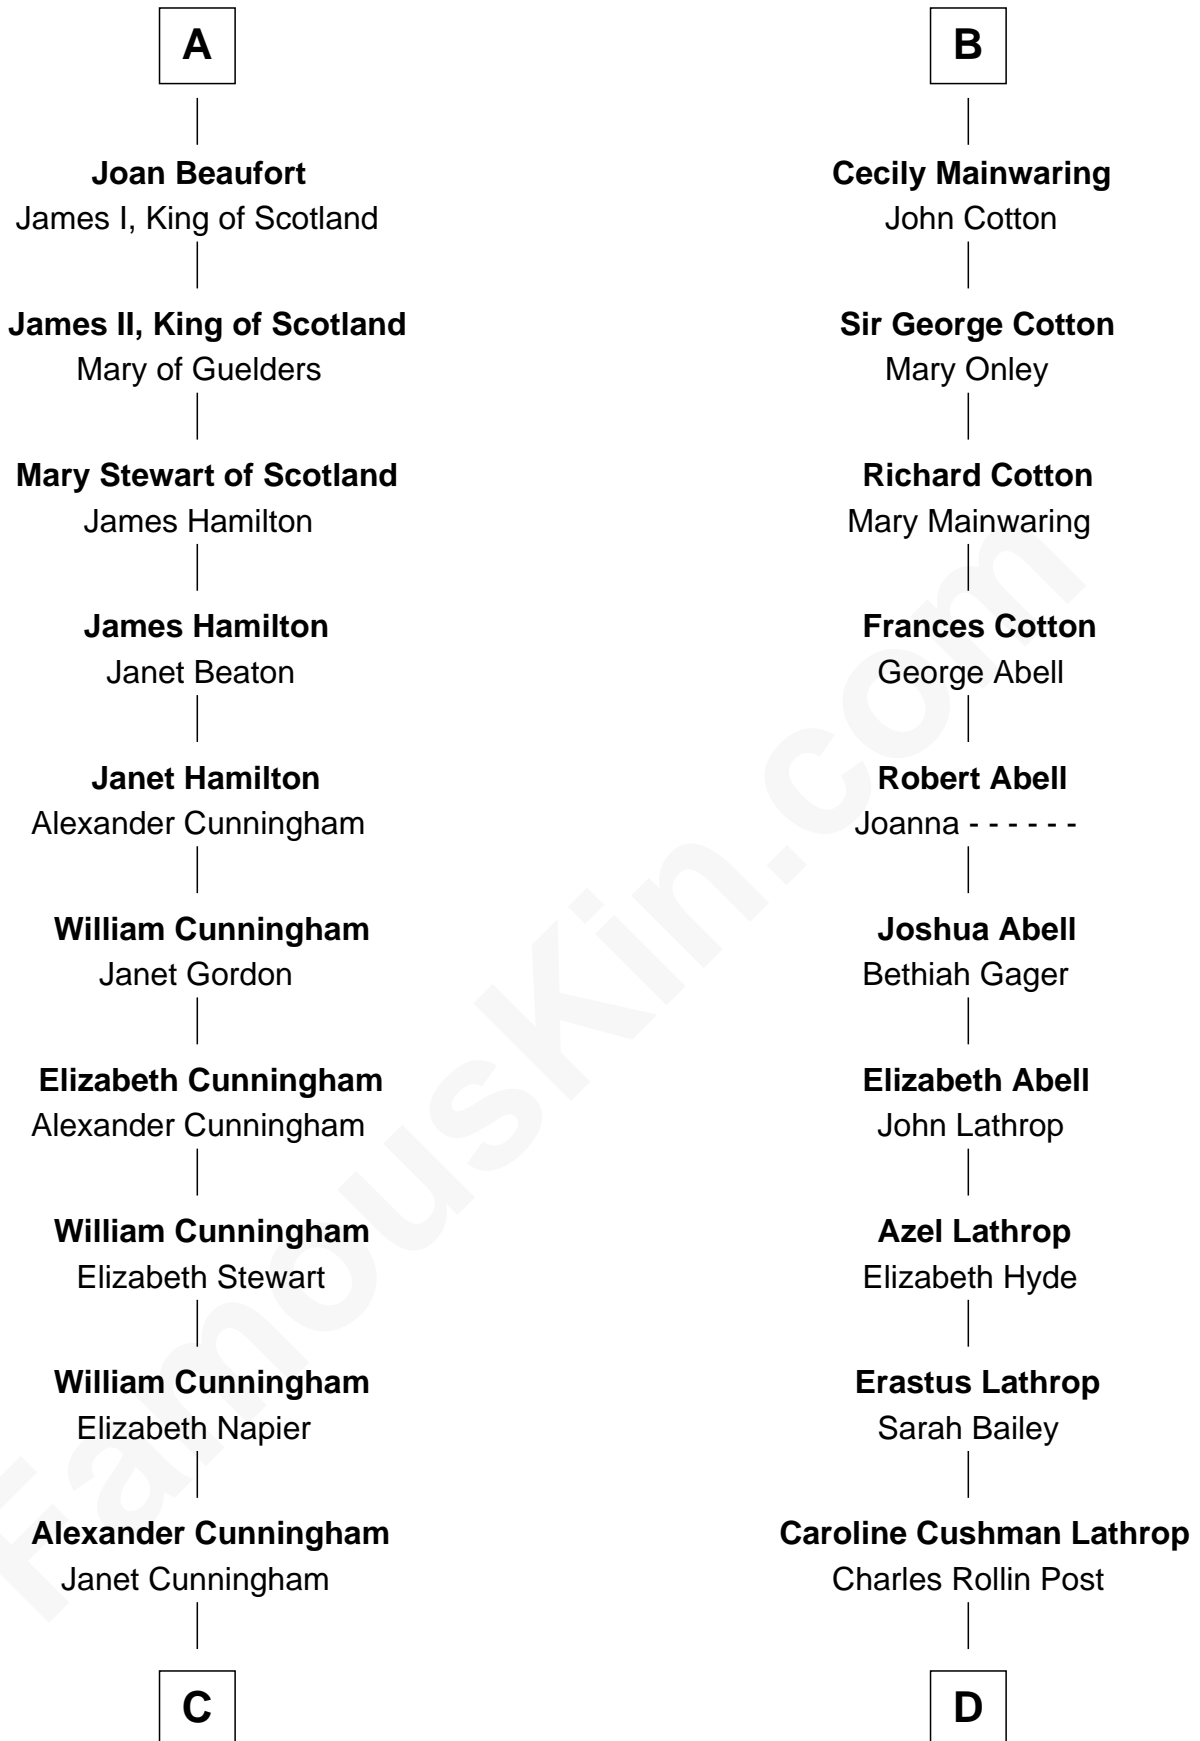 A
Joan Beaufort
James I, King of Scotland
James II, King of Scotland
Mary of Guelders
Mary Stewart of Scotland
James Hamilton
James Hamilton
Janet Beaton
Janet Hamilton
Alexander Cunningham
William Cunningham
Janet Gordon
Elizabeth Cunningham
Alexander Cunningham
William Cunningham
Elizabeth Stewart
William Cunningham
Elizabeth Napier
Alexander Cunningham
Janet Cunningham
C
B
Cecily Mainwaring
John Cotton
Sir George Cotton
Mary Onley
Richard Cotton
Mary Mainwaring
Frances Cotton
George Abell
Robert Abell
Joanna - - - - - -
Joshua Abell
Bethiah Gager
Elizabeth Abell
John Lathrop
Azel Lathrop
Elizabeth Hyde
Erastus Lathrop
Sarah Bailey
Caroline Cushman Lathrop
Charles Rollin Post
D
FamousKin.com